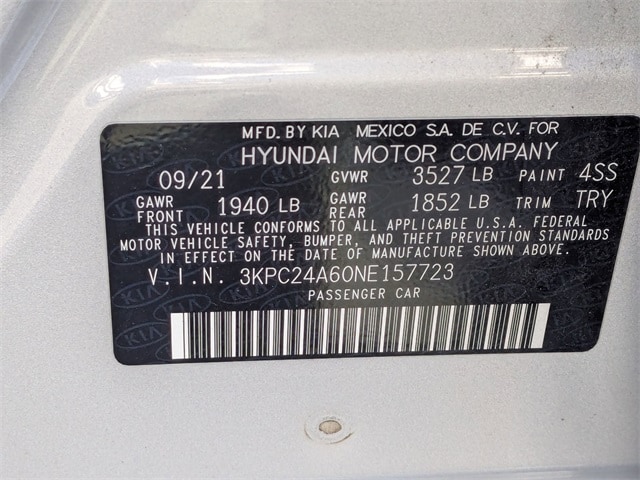 MFD. BY KIA MEXICO S.A. DE C.V. FOR
HYUNDAI MOTOR COMPANY
09/21 GVWR 3527 LB PAINT 4SS
GAWR FRONT 1940 LB GAWR REAR 1852 LB TRIM TRY
THIS VEHICLE CONFORMS TO ALL APPLICABLE U.S.A. FEDERAL
MOTOR VEHICLE SAFETY, BUMPER, AND THEFT PREVENTION STANDARDS
IN EFFECT ON THE DATE OF MANUFACTURE SHOWN ABOVE.
V.I.N. 3KPC24A60NE157723
PASSENGER CAR